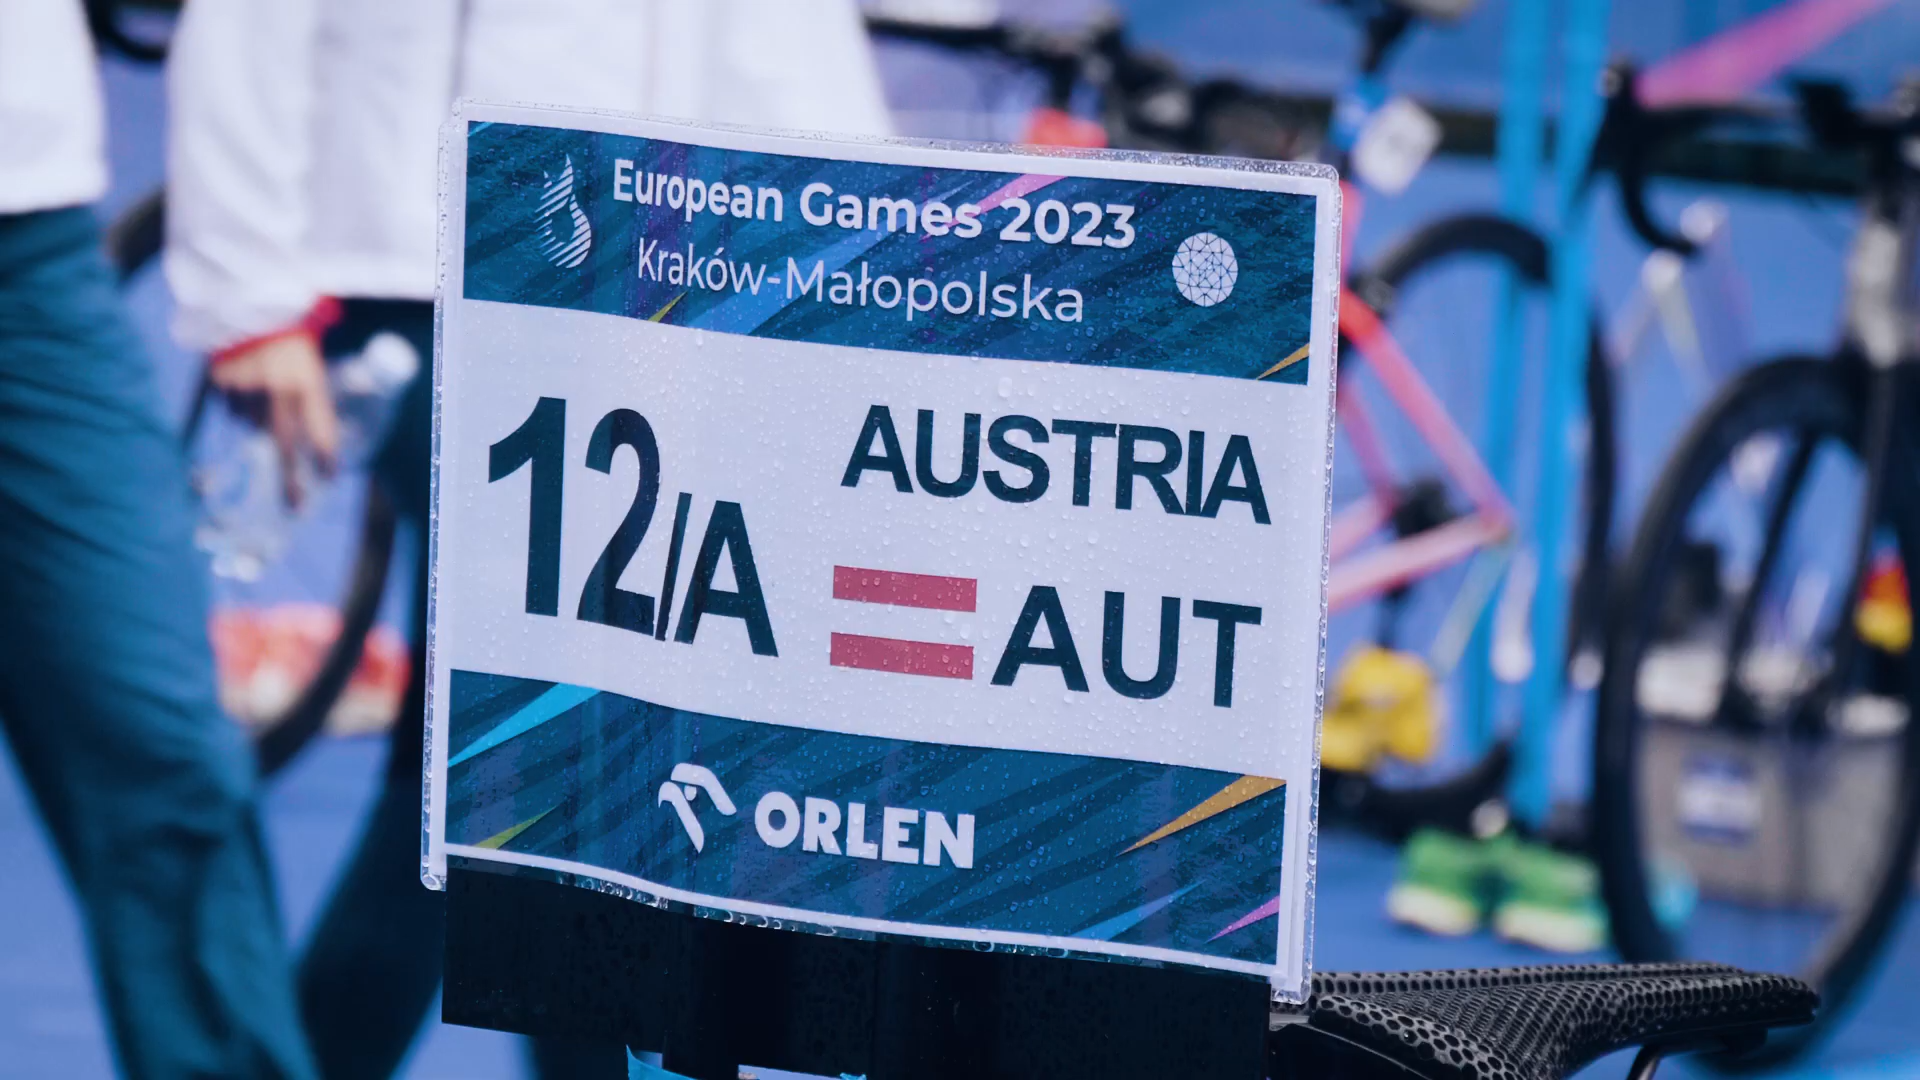 European Games 2023
Kraków-Małopolska
12/A
AUSTRIA
AUT
ORLEN